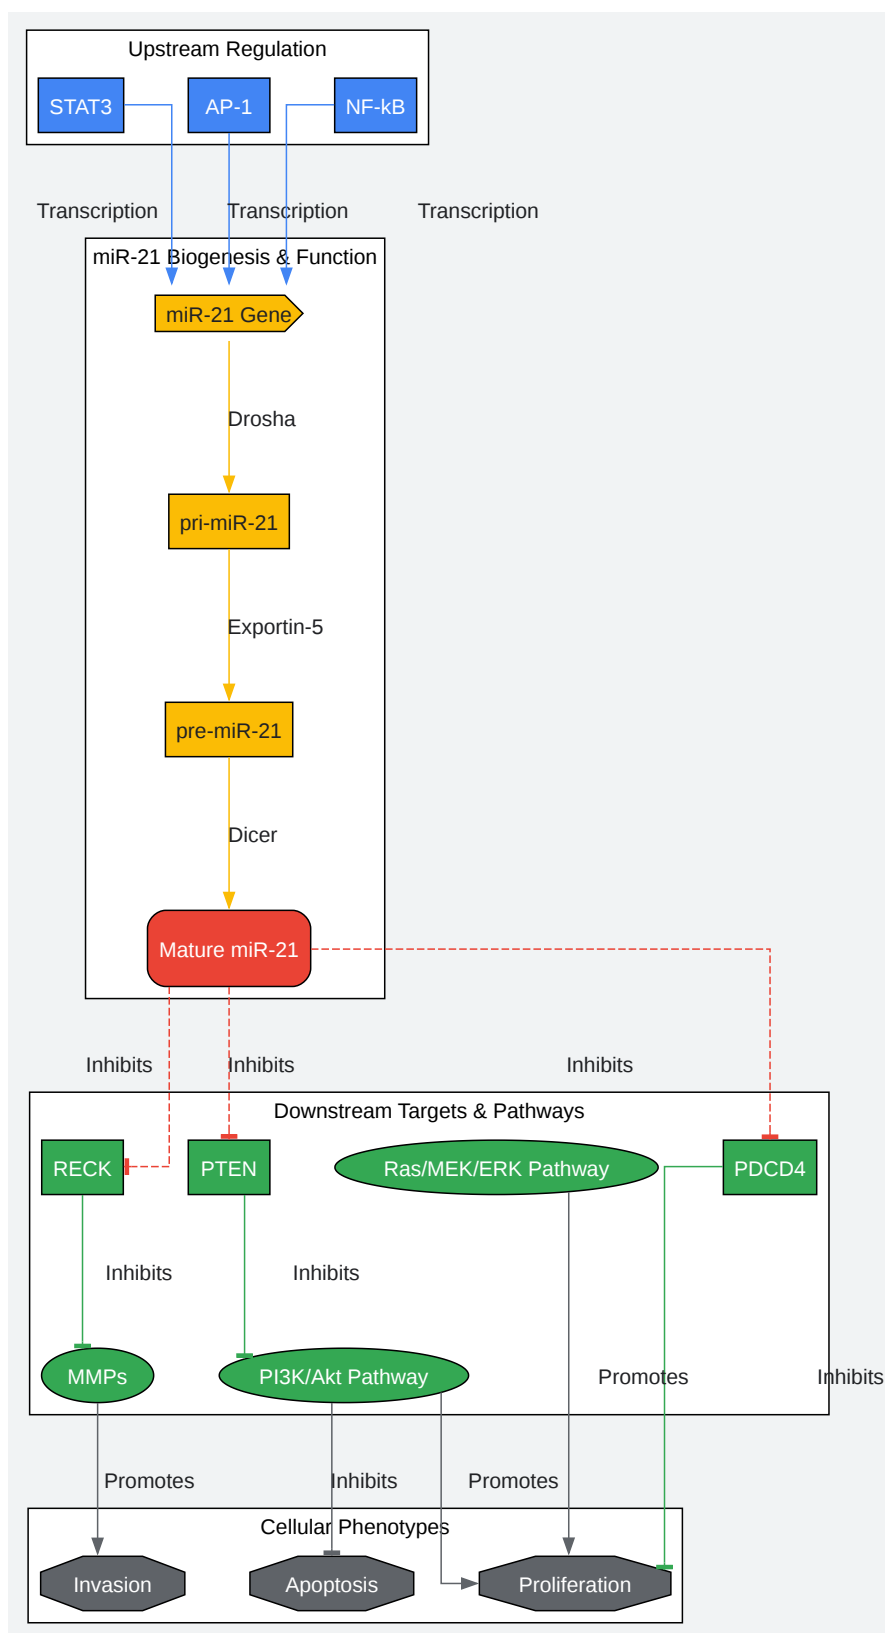 Upstream Regulation
STAT3
AP-1
NF-kB
Transcription
Transcription
Transcription
miR-21 Biogenesis & Function
miR-21 Gene
Drosha
pri-miR-21
Exportin-5
pre-miR-21
Dicer
Mature miR-21
Inhibits
Inhibits
Inhibits
Downstream Targets & Pathways
RECK
PTEN
Ras/MEK/ERK Pathway
PDCD4
Inhibits
Inhibits
MMPs
PI3K/Akt Pathway
Promotes
Inhibits
Promotes
Inhibits
Promotes
Cellular Phenotypes
Invasion
Apoptosis
Proliferation